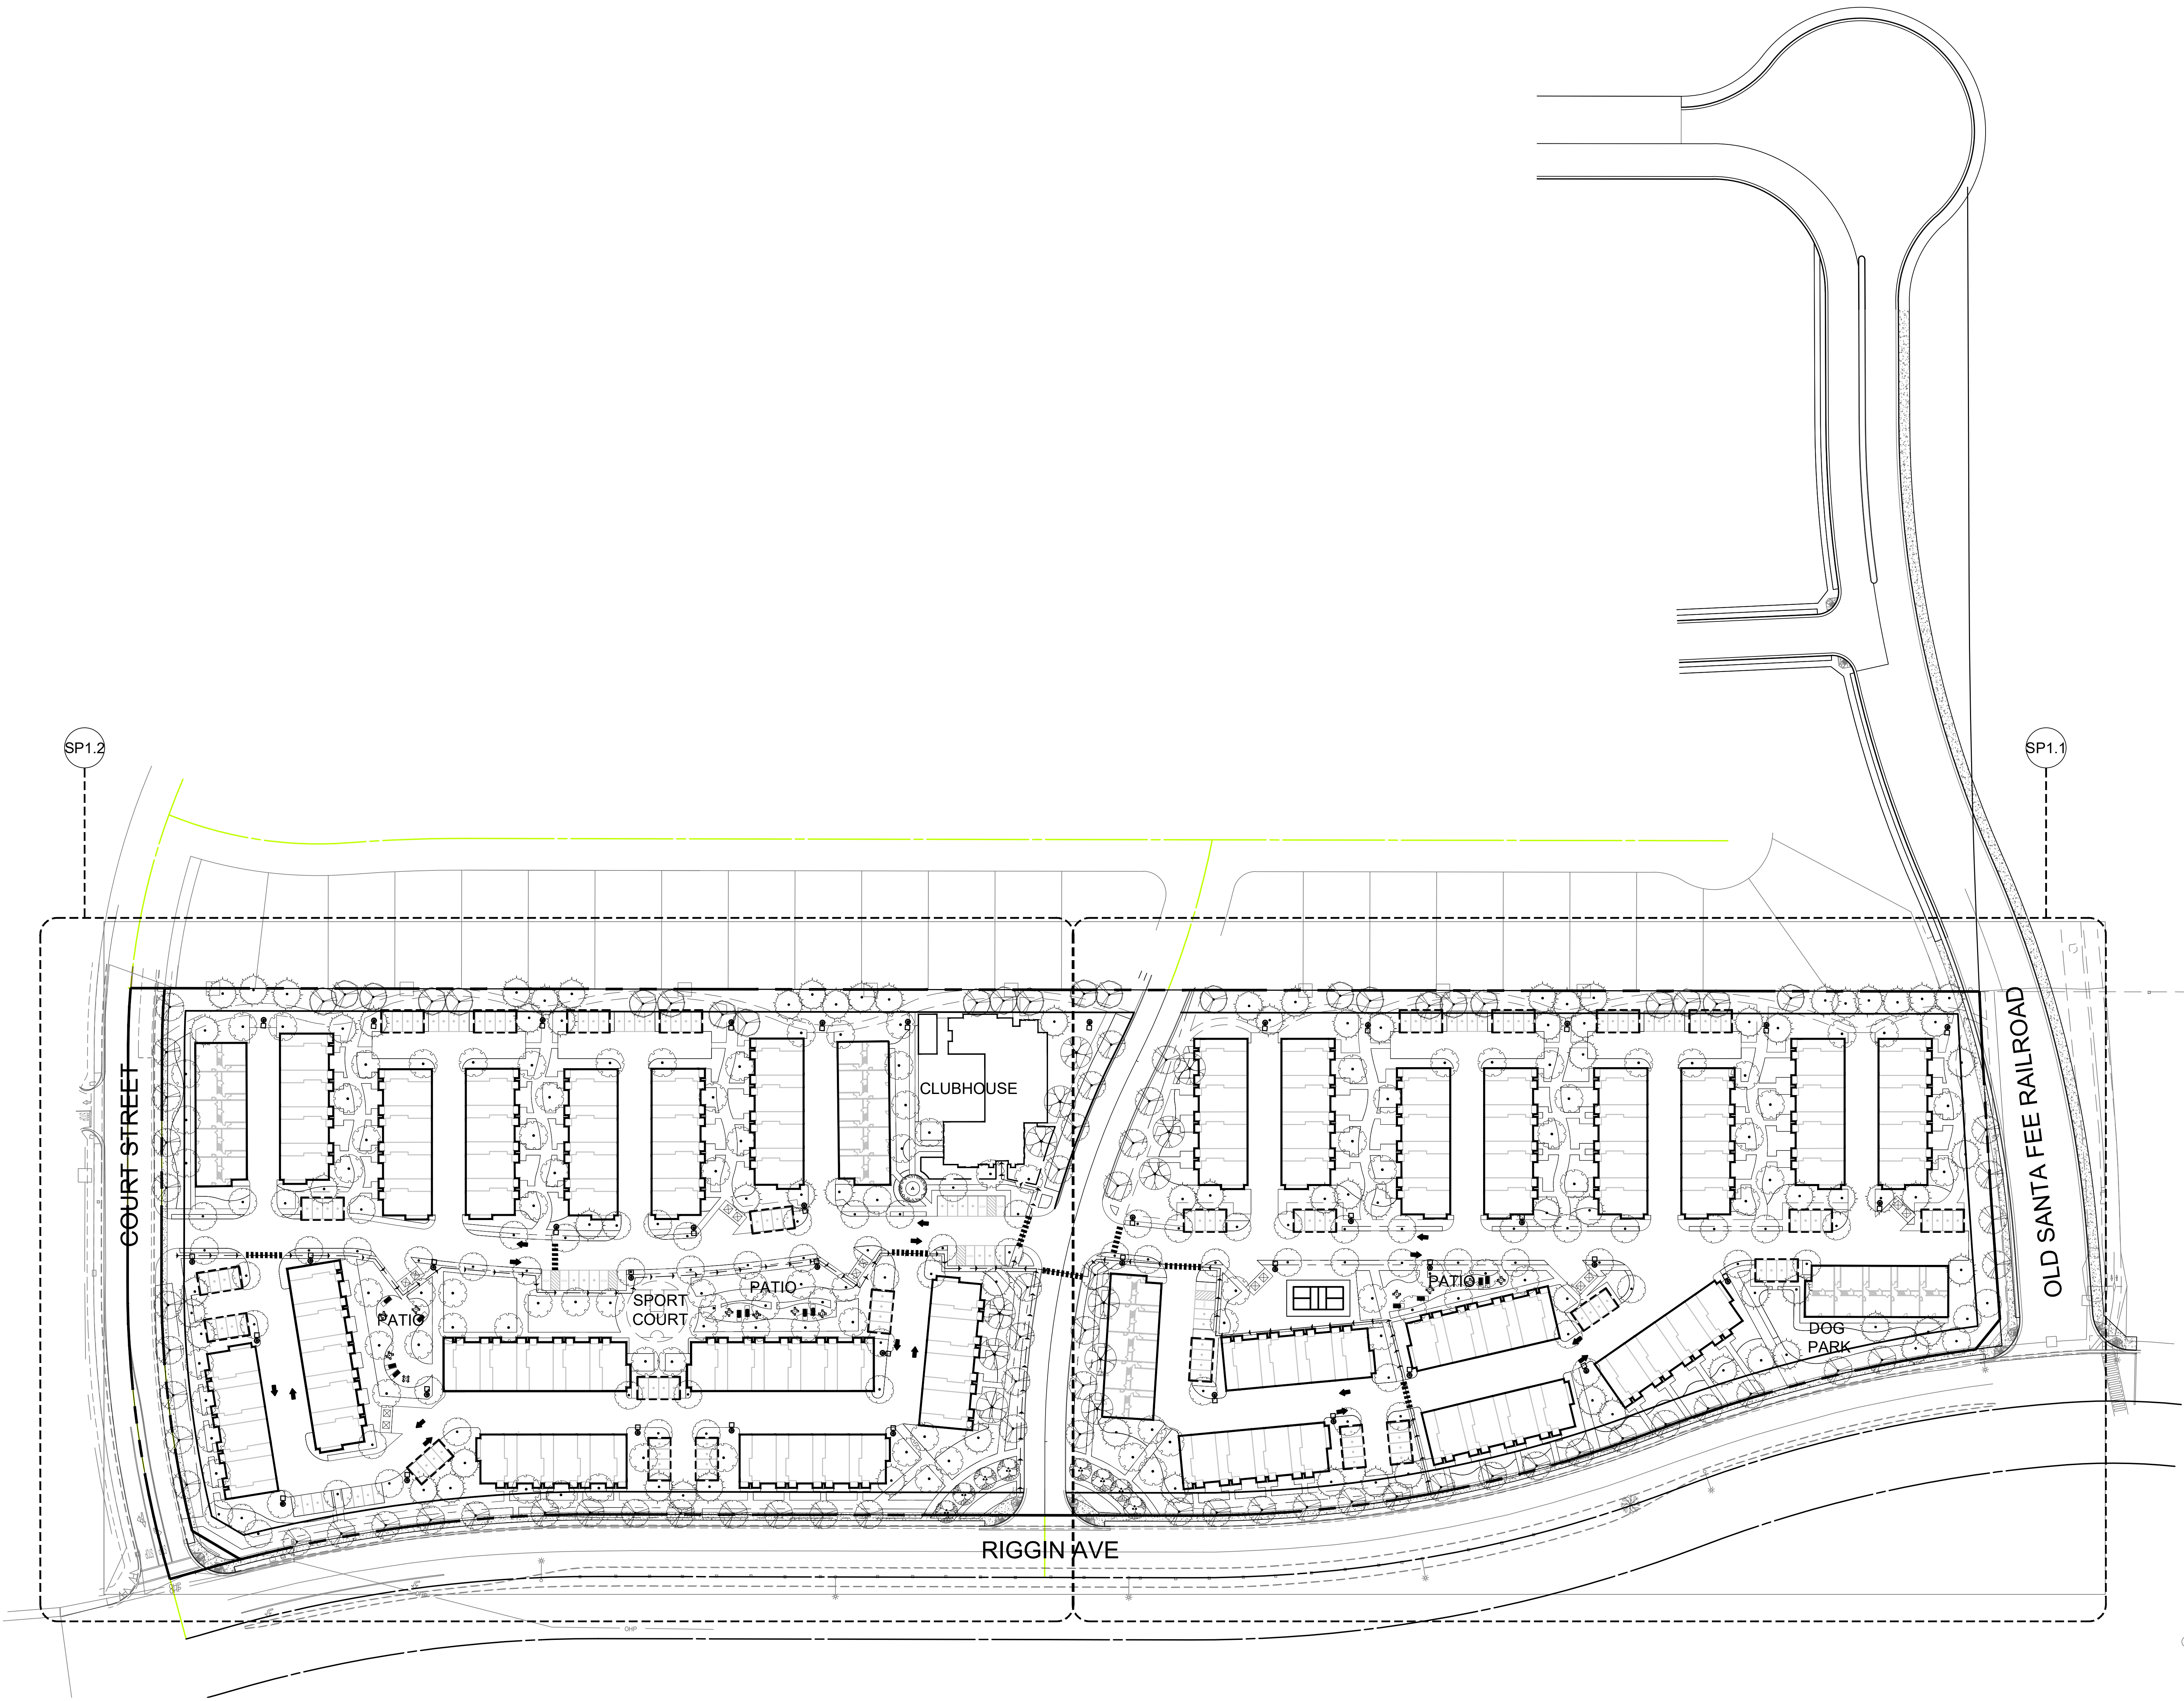 SP1.2
SP1.1
COURT STREET
OLD SANTA FEE RAILROAD
CLUBHOUSE
PATIO
SPORT
COURT
PATIO
PATIO
DOG
PARK
RIGGIN AVE
OHP